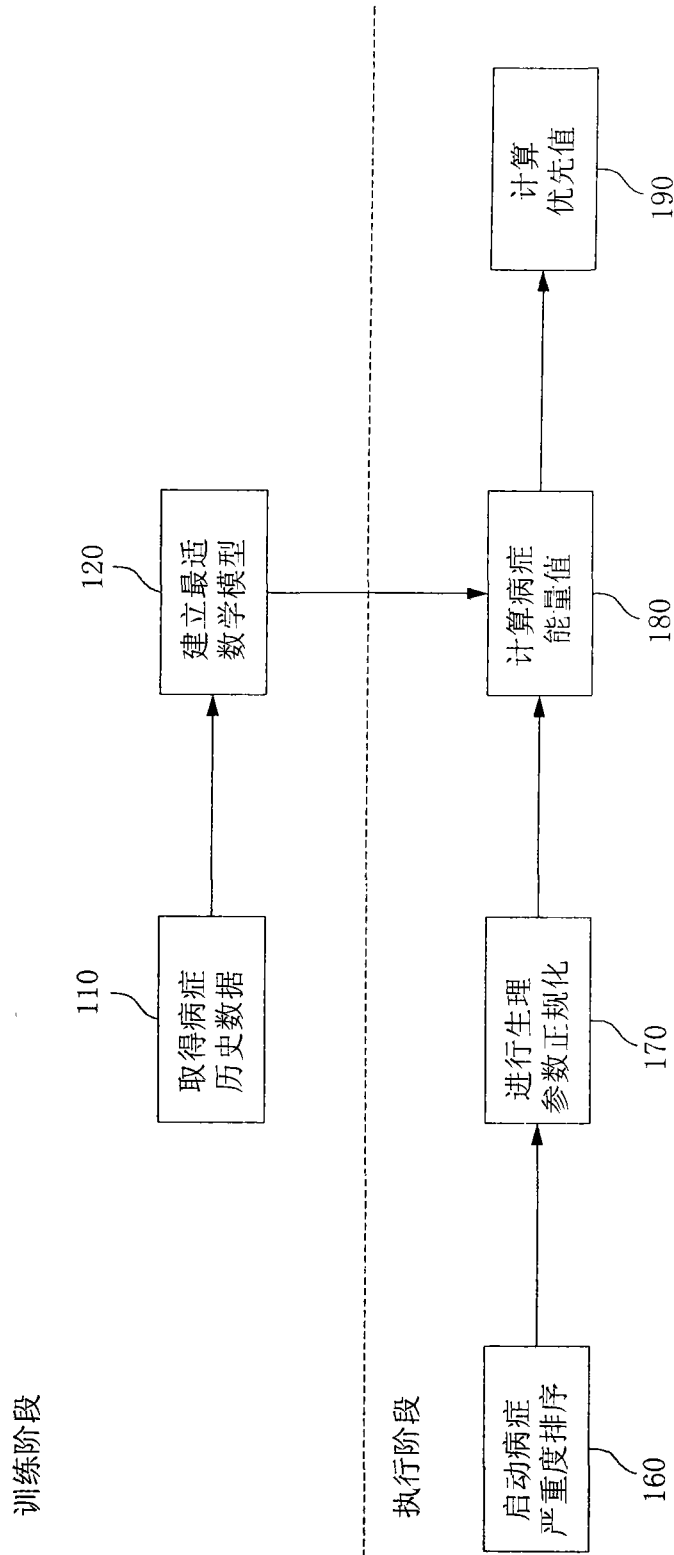 训练阶段
110
取得病症
历史数据
120
建立最适
数学模型
执行阶段
启动病症
严重度排序
160
进行生理
参数正规化
170
计算病症
能量值
180
计算
优先值
190